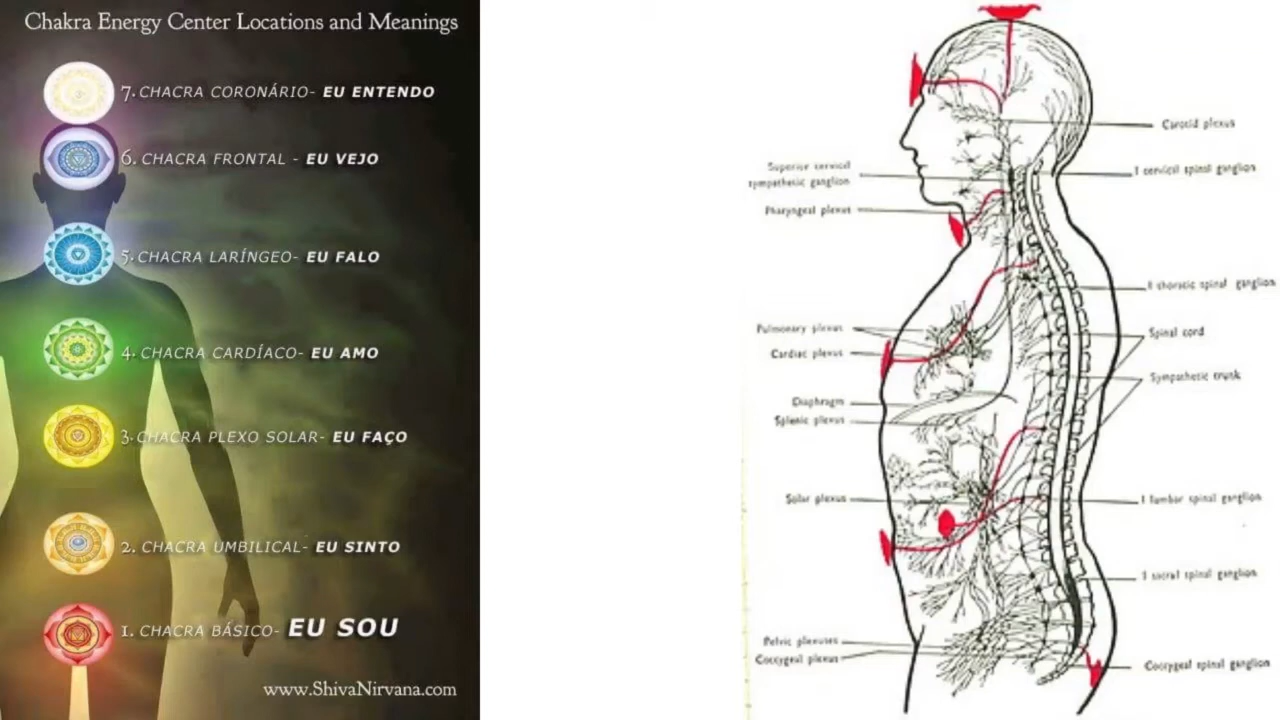 Chakra Energy Center Locations and Meanings
7. CHACRA CORONÁRIO- EU ENTENDO
6. CHACRA FRONTAL - EU VEJO
5. CHACRA LARÍNGEO- EU FALO
4. CHACRA CARDÍACO- EU AMO
3. CHACRA PLEXO SOLAR- EU FAÇO
2. CHACRA UMBILICAL- EU SINTO
1. CHACRA BÁSICO- EU SOU
www.ShivaNirvana.com
Carotid plexus
Superior cervical
sympathetic ganglion
1 cervical spinal ganglion
Pharyngeal plexus
1 thoracic spinal ganglion
Pulmonary plexus
Spinal cord
Cardiac plexus
Sympathetic trunk
Diaphragm
Splenic plexus
Solar plexus
1 lumbar spinal ganglion
1 sacral spinal ganglion
Pelvic plexuses
Coccygeal plexus
Coccygeal spinal ganglion